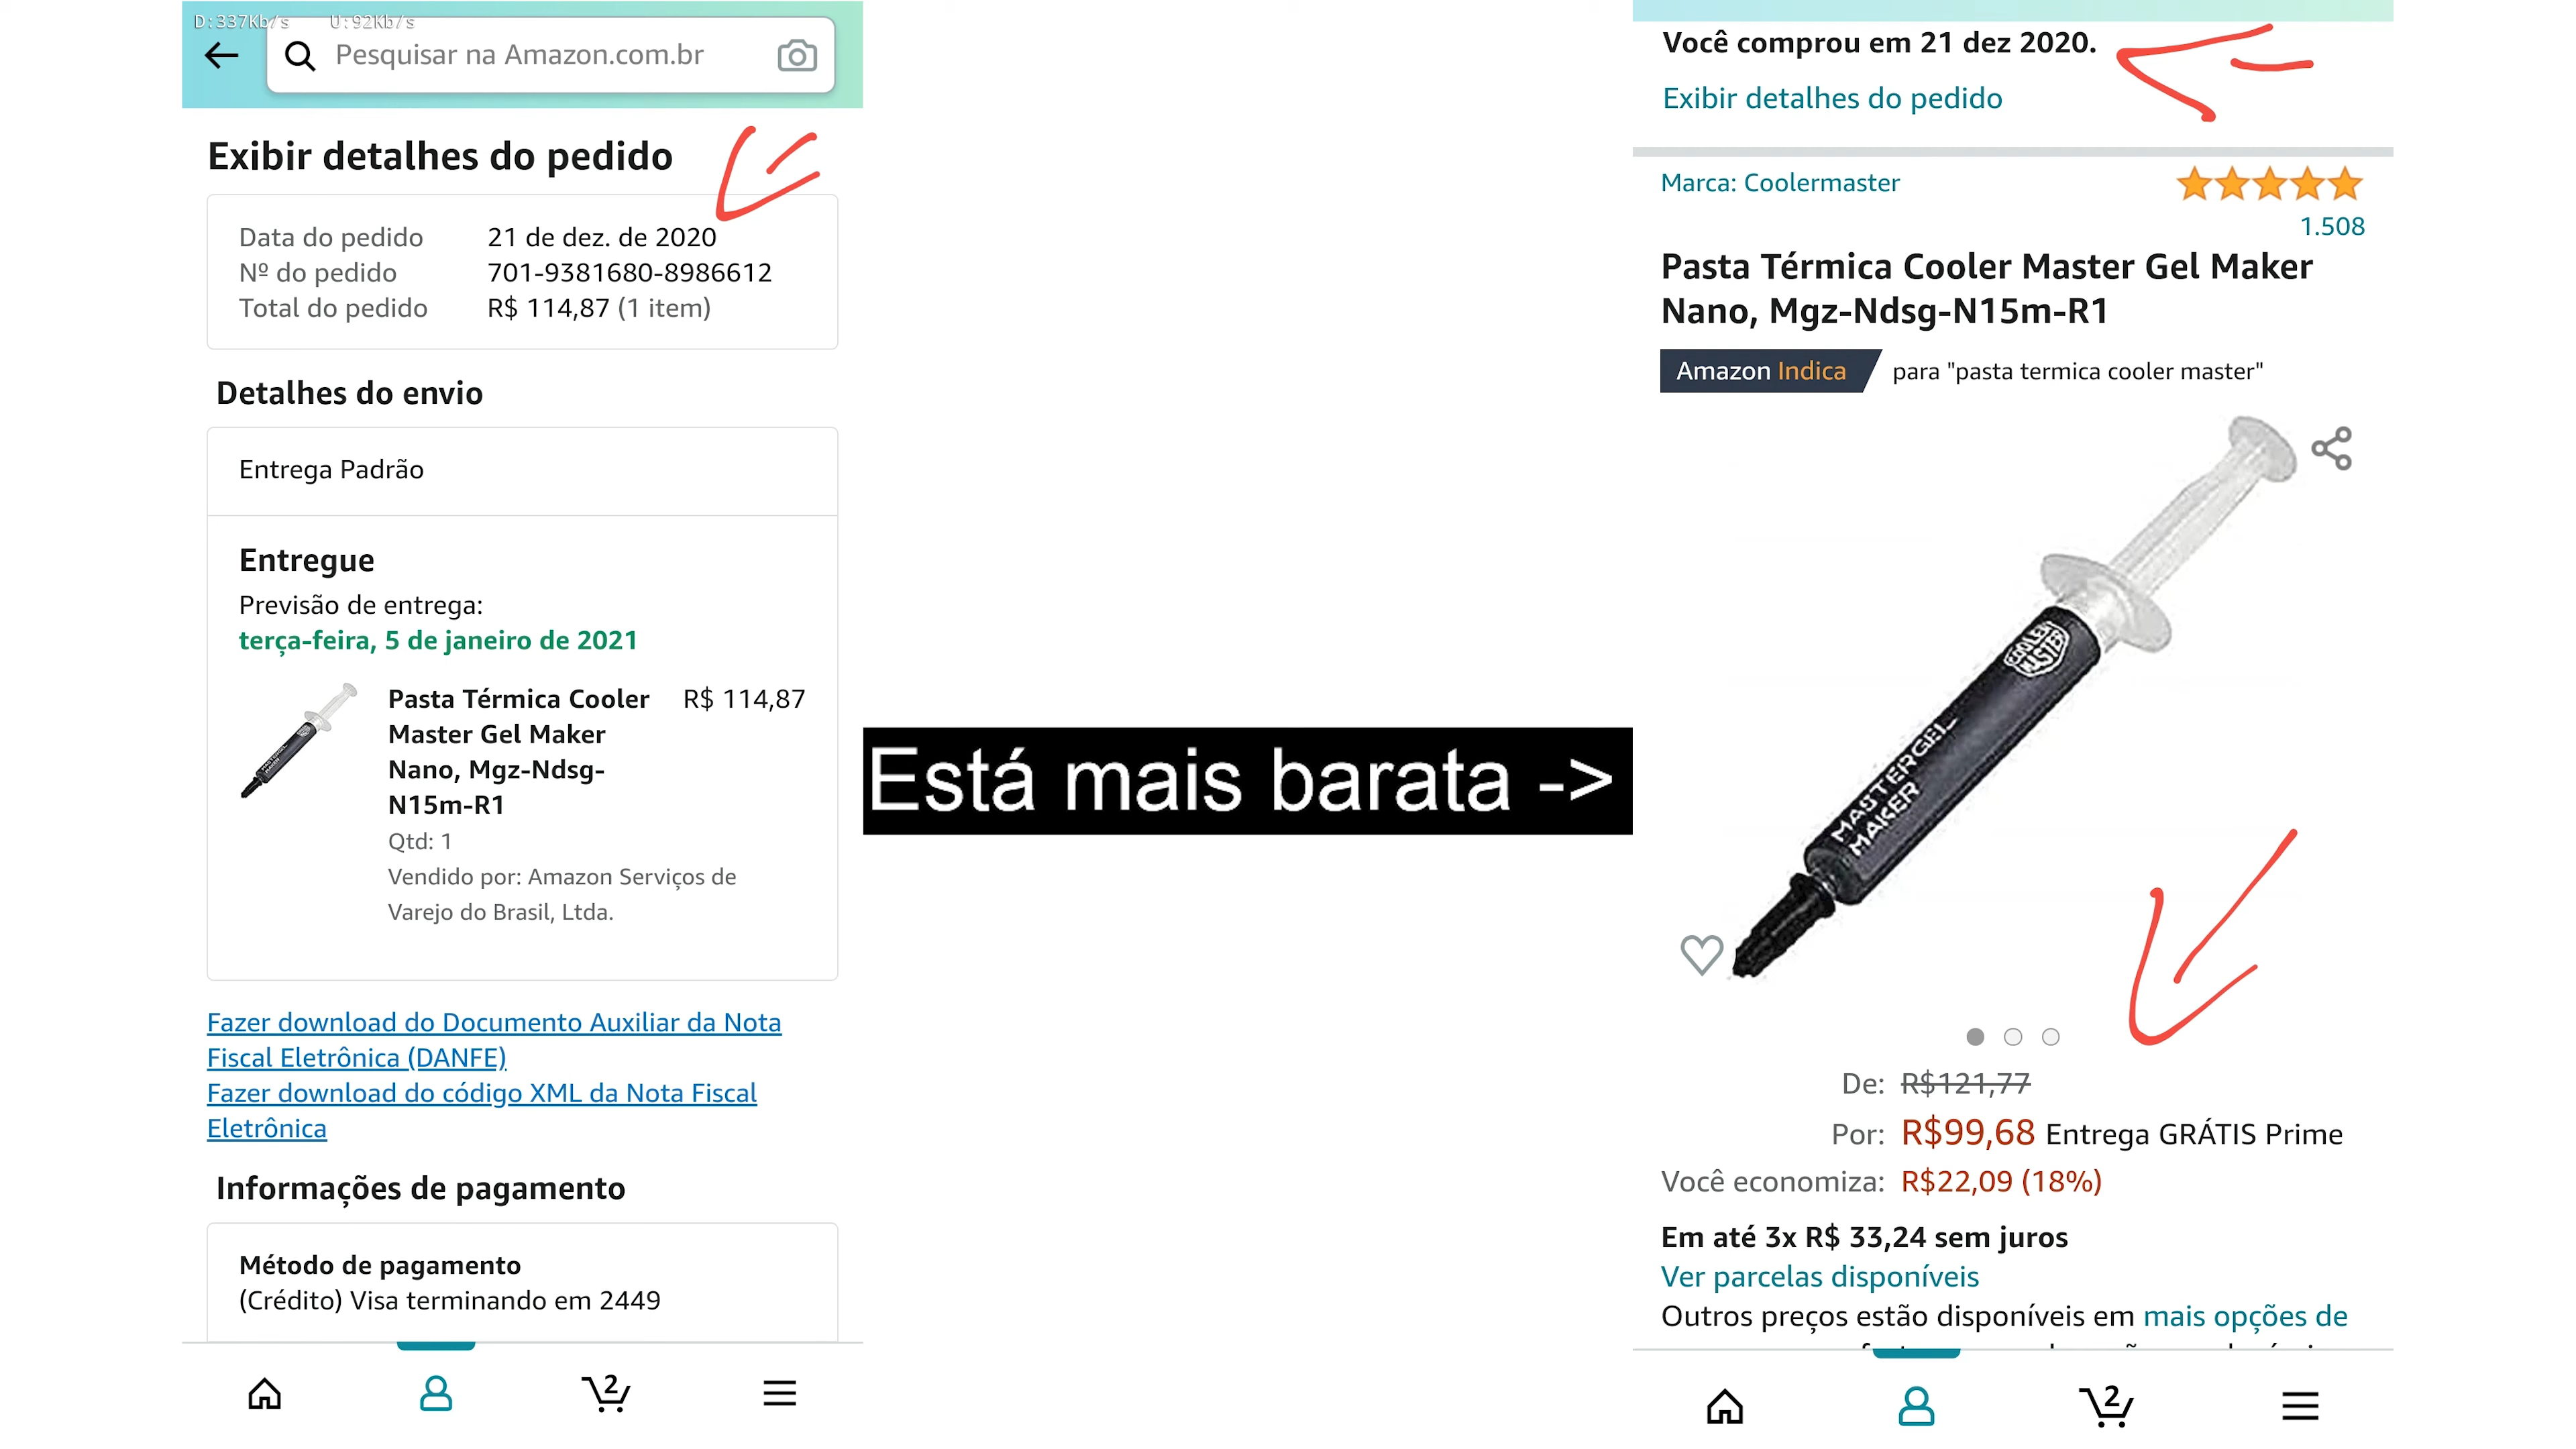 D:337Kb/s U:92Kb/s
Pesquisar na Amazon.com.br
Exibir detalhes do pedido
Data do pedido 21 de dez. de 2020
Nº do pedido 701-9381680-8986612
Total do pedido R$ 114,87 (1 item)
Detalhes do envio
Entrega Padrão
Entregue
Previsão de entrega:
terça-feira, 5 de janeiro de 2021
Pasta Térmica Cooler R$ 114,87
Master Gel Maker
Nano, Mgz-Ndsg-
N15m-R1
Qtd: 1
Vendido por: Amazon Serviços de
Varejo do Brasil, Ltda.
Fazer download do Documento Auxiliar da Nota
Fiscal Eletrônica (DANFE)
Fazer download do código XML da Nota Fiscal
Eletrônica
Informações de pagamento
Método de pagamento
(Crédito) Visa terminando em 2449
2
Está mais barata ->
Você comprou em 21 dez 2020.
Exibir detalhes do pedido
Marca: Coolermaster
1.508
Pasta Térmica Cooler Master Gel Maker
Nano, Mgz-Ndsg-N15m-R1
Amazon Indica para "pasta termica cooler master"
COOLER
MASTER
MASTERGEL
MAKER
De: R$121,77
Por: R$99,68 Entrega GRÁTIS Prime
Você economiza: R$22,09 (18%)
Em até 3x R$ 33,24 sem juros
Ver parcelas disponíveis
Outros preços estão disponíveis em mais opções de
2